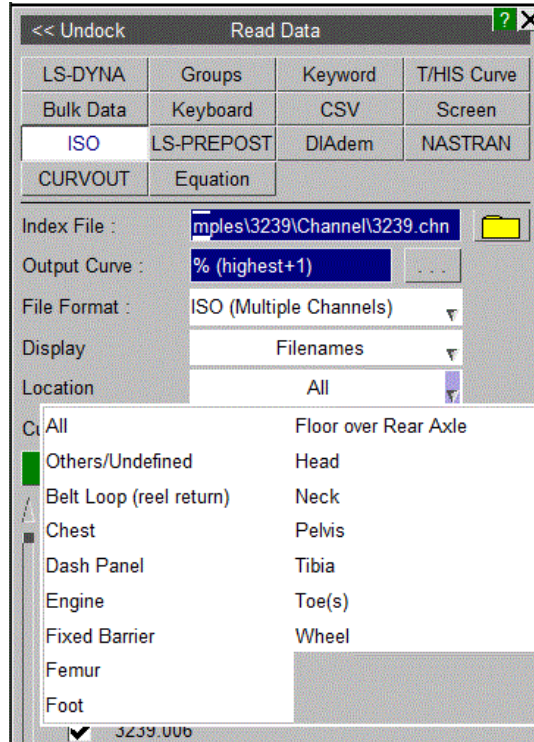 << Undock Read Data ? X
LS-DYNA Groups Keyword T/HIS Curve
Bulk Data Keyboard CSV Screen
ISO LS-PREPOST DIAdem NASTRAN
CURVOUT Equation
Index File : mples\3239\Channel\3239.chn
Output Curve : % (highest+1) ...
File Format : ISO (Multiple Channels)
Display Filenames
Location All
All Floor over Rear Axle
Others/Undefined Head
Belt Loop (reel return) Neck
Chest Pelvis
Dash Panel Tibia
Engine Toe(s)
Fixed Barrier Wheel
Femur
Foot
3239.006